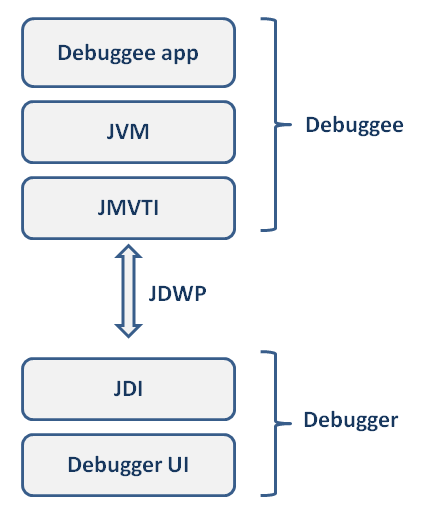 Debuggee app
JVM
JMVTI
Debuggee
JDWP
JDI
Debugger UI
Debugger